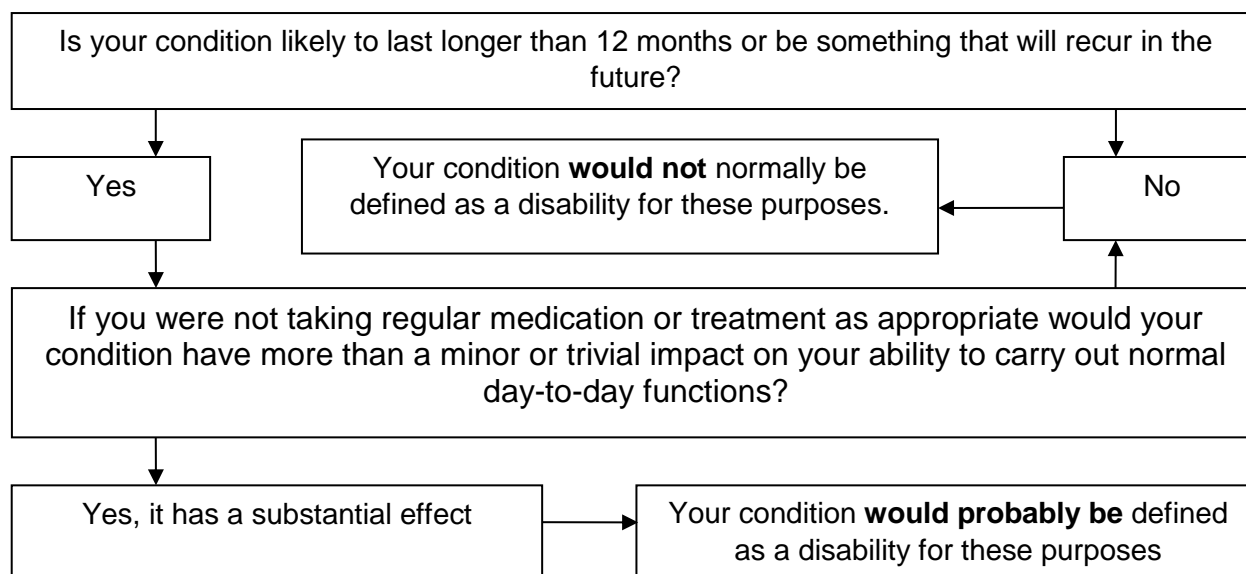 Is your condition likely to last longer than 12 months or be something that will recur in the
future?
Yes
Your condition would not normally be
defined as a disability for these purposes.
No
If you were not taking regular medication or treatment as appropriate would your
condition have more than a minor or trivial impact on your ability to carry out normal
day-to-day functions?
Yes, it has a substantial effect
Your condition would probably be defined
as a disability for these purposes